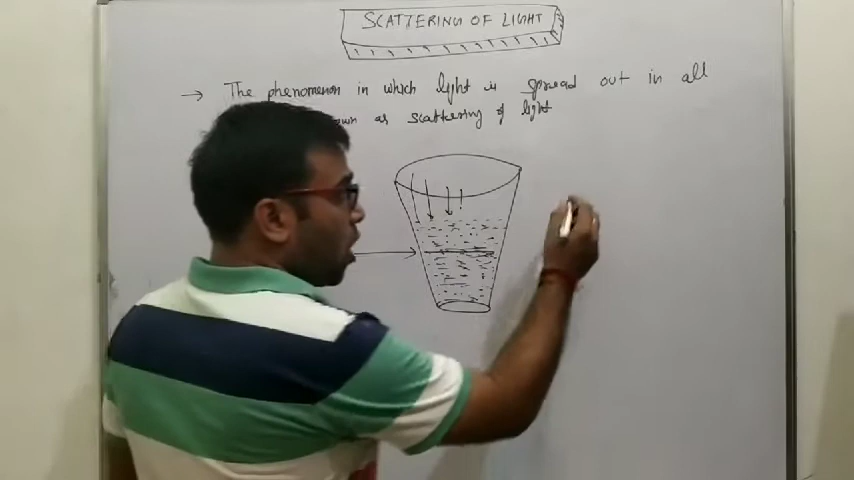 SCATTERING OF LIGHT
→ The phenomenon in which light is spread out in all
as scattering of light